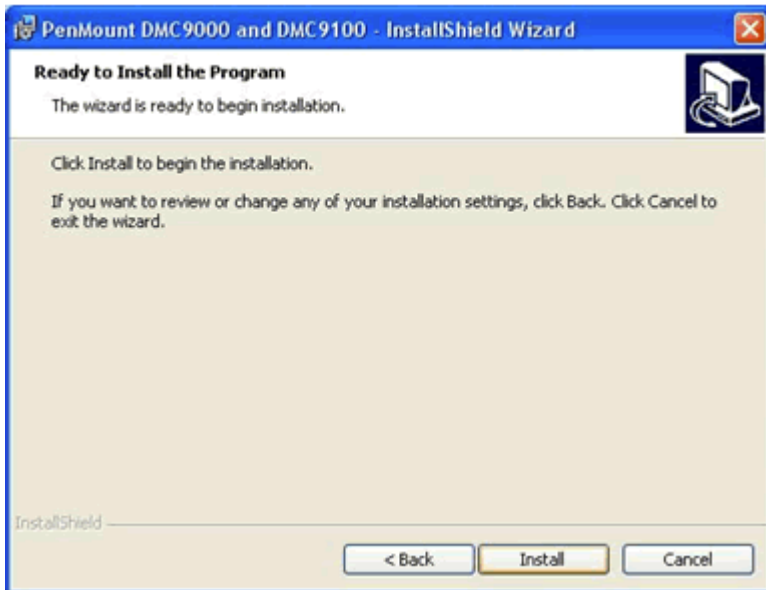 PenMount DMC9000 and DMC9100 - InstallShield Wizard
Ready to Install the Program
The wizard is ready to begin installation.
Click Install to begin the installation.
If you want to review or change any of your installation settings, click Back. Click Cancel to
exit the wizard.
InstallShield
< Back
Install
Cancel